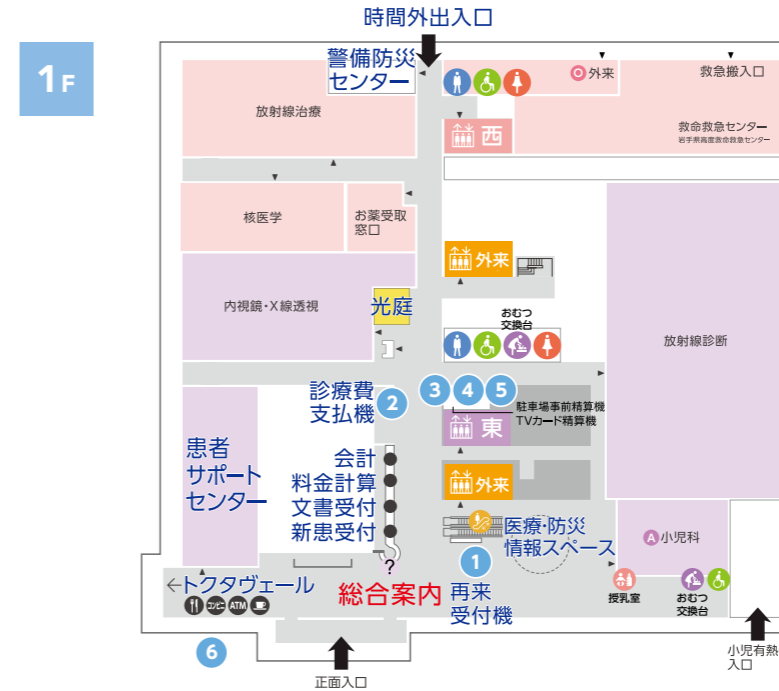 時間外出入口
1F
警備防災
センター
外来
救急搬入口
放射線治療
西
救命救急センター
岩手県高度救命救急センター
核医学
お薬受取
窓口
外来
内視鏡・X線透視
光庭
おむつ
交換台
放射線診断
診療費
支払機
2
3
4
5
駐車場事前精算機
TVカード精算機
東
患者
サポート
センター
会計
料金計算
文書受付
新患受付
外来
医療・防災
情報スペース
A 小児科
?
1
←トクタヴェール
総合案内
再来
受付機
コンビニ
ATM
授乳室
おむつ
交換台
6
正面入口
小児有熱
入口